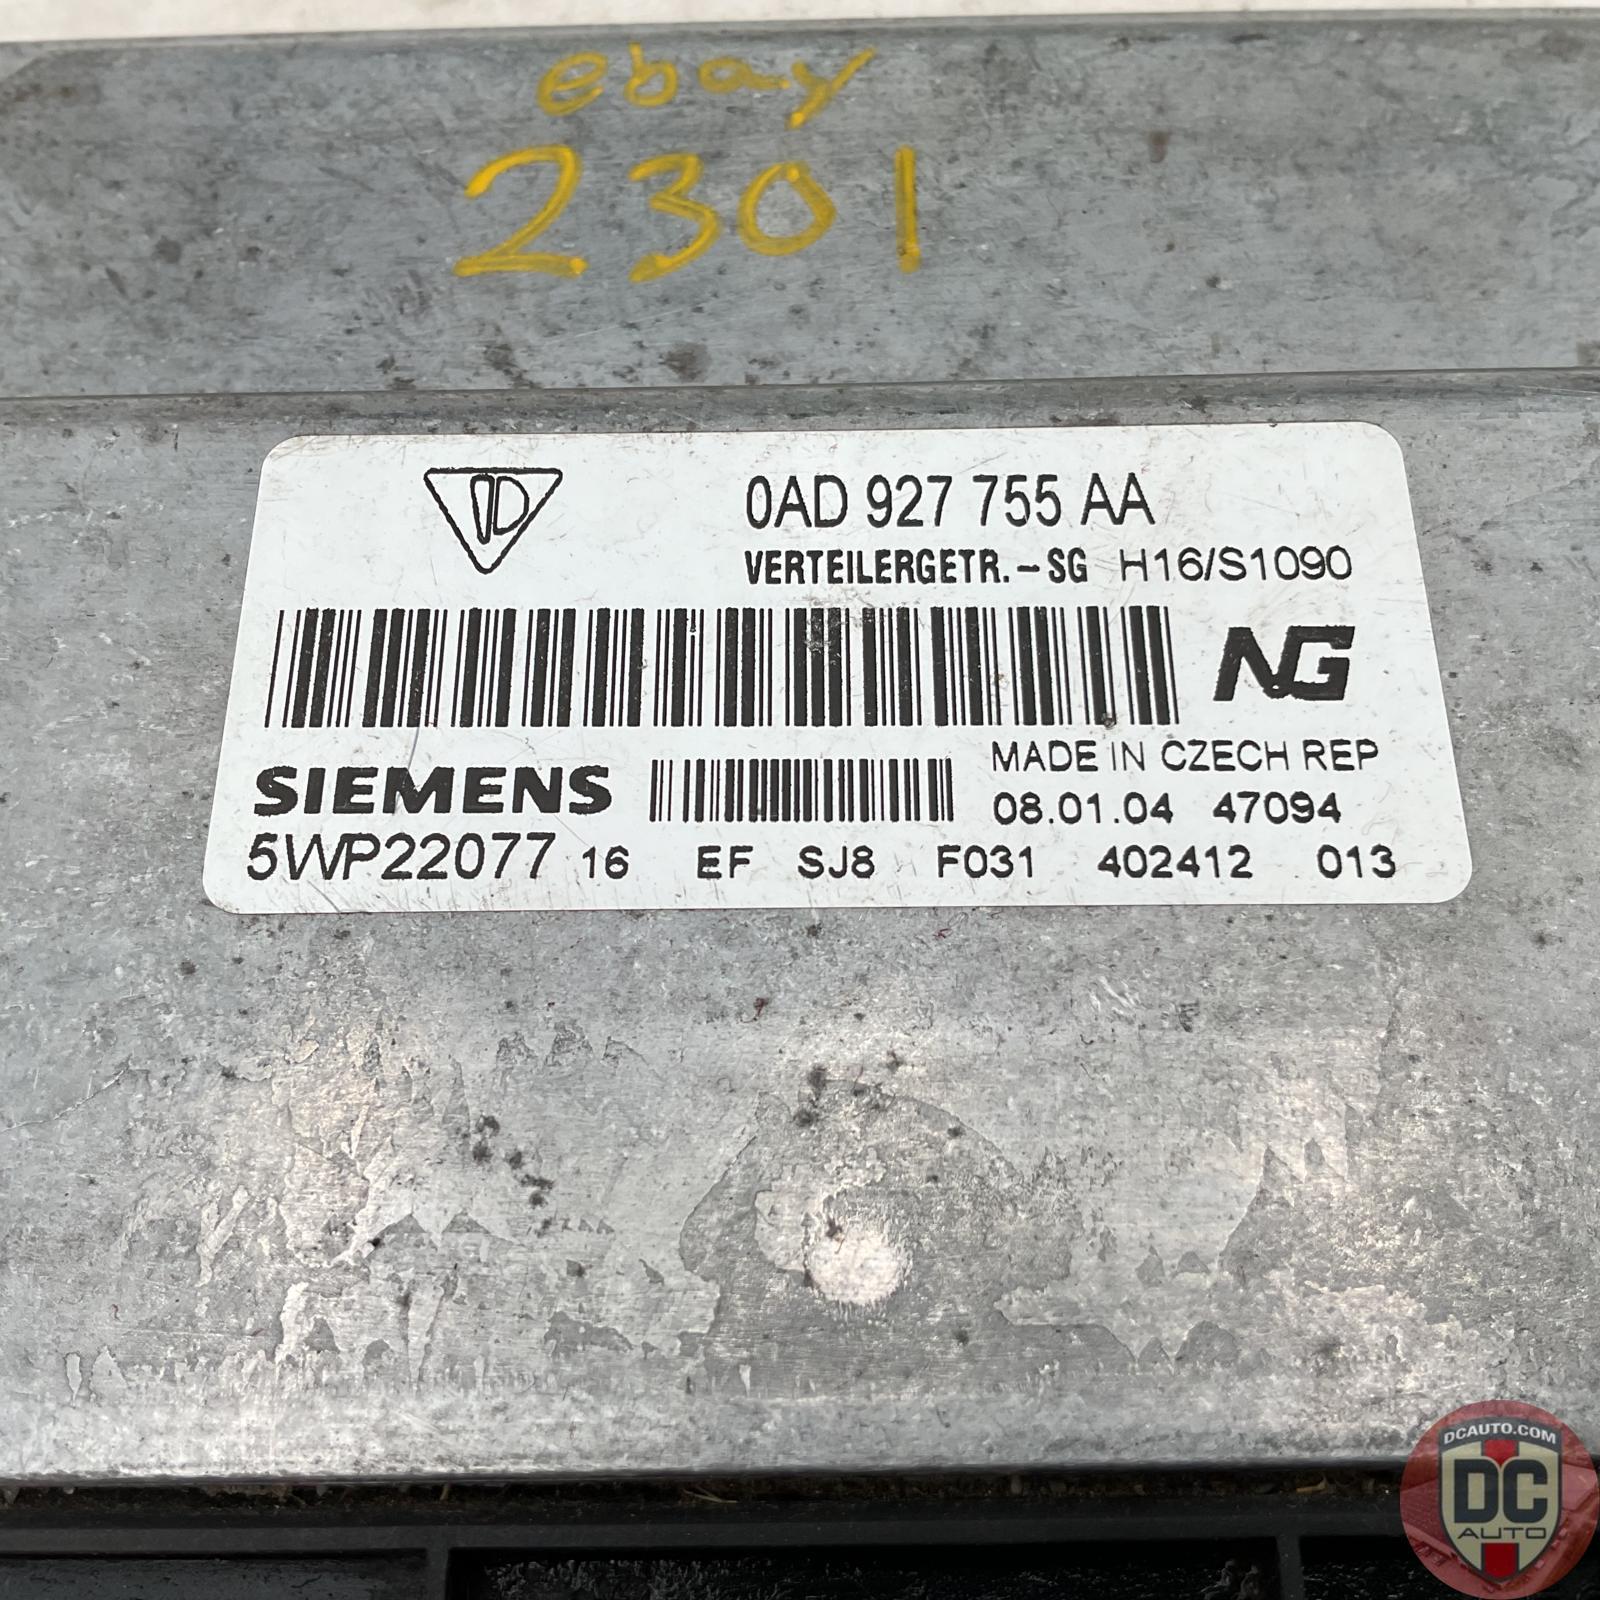 ebay
2301
0AD 927 755 AA
VERTEILERGETR.-SG H16/S1090
NG
SIEMENS
MADE IN CZECH REP
08.01.04 47094
5WP22077 16 EF SJ8 F031 402412 013
DCAUTO.COM
DC
AUTO